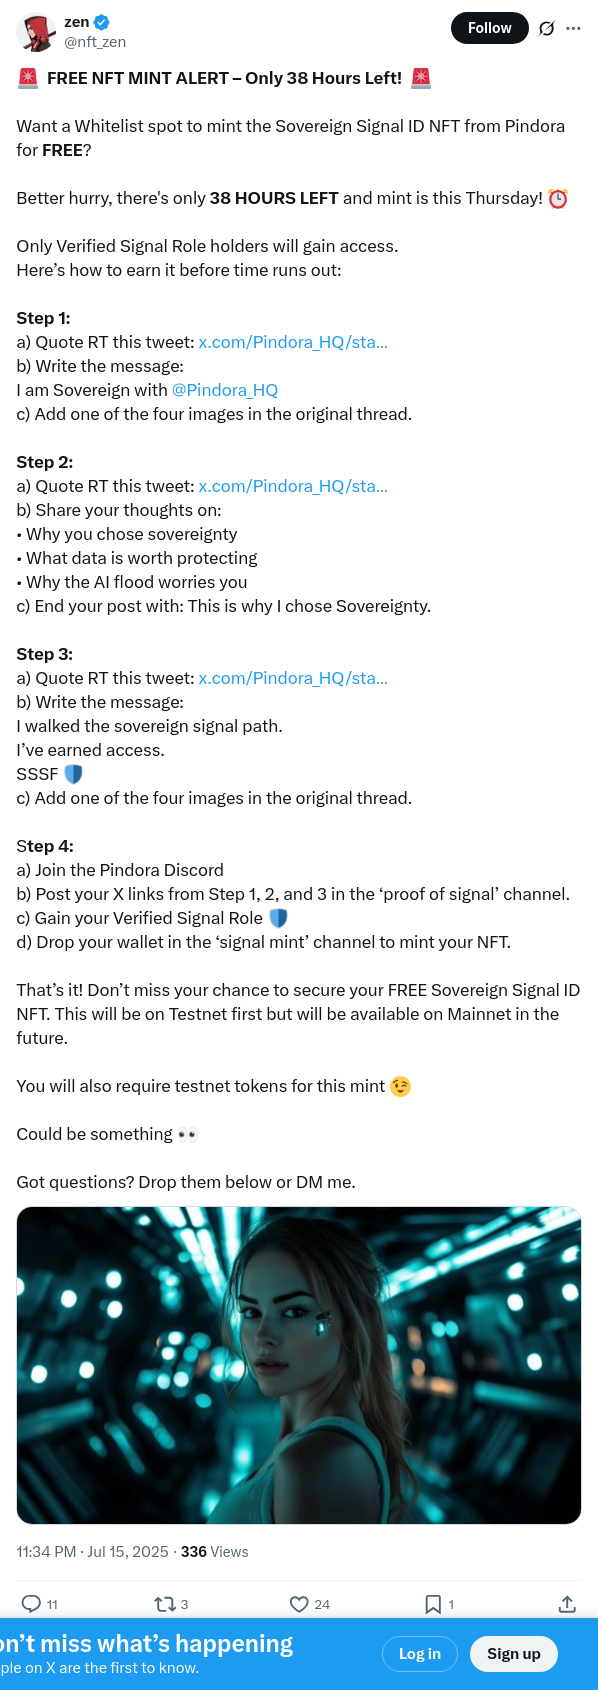 zen
@nft_zen
Follow
🚨 FREE NFT MINT ALERT – Only 38 Hours Left! 🚨
Want a Whitelist spot to mint the Sovereign Signal ID NFT from Pindora
for FREE?
Better hurry, there's only 38 HOURS LEFT and mint is this Thursday! ⏰
Only Verified Signal Role holders will gain access.
Here’s how to earn it before time runs out:
Step 1:
a) Quote RT this tweet: x.com/Pindora_HQ/sta…
b) Write the message:
I am Sovereign with @Pindora_HQ
c) Add one of the four images in the original thread.
Step 2:
a) Quote RT this tweet: x.com/Pindora_HQ/sta…
b) Share your thoughts on:
• Why you chose sovereignty
• What data is worth protecting
• Why the AI flood worries you
c) End your post with: This is why I chose Sovereignty.
Step 3:
a) Quote RT this tweet: x.com/Pindora_HQ/sta…
b) Write the message:
I walked the sovereign signal path.
I’ve earned access.
SSSF 🛡️
c) Add one of the four images in the original thread.
Step 4:
a) Join the Pindora Discord
b) Post your X links from Step 1, 2, and 3 in the ‘proof of signal’ channel.
c) Gain your Verified Signal Role 🛡️
d) Drop your wallet in the ‘signal mint’ channel to mint your NFT.
That’s it! Don’t miss your chance to secure your FREE Sovereign Signal ID
NFT. This will be on Testnet first but will be available on Mainnet in the
future.
You will also require testnet tokens for this mint 😉
Could be something 👀
Got questions? Drop them below or DM me.
11:34 PM · Jul 15, 2025 · 336 Views
11 3 24 1
on’t miss what’s happening
ple on X are the first to know.
Log in
Sign up